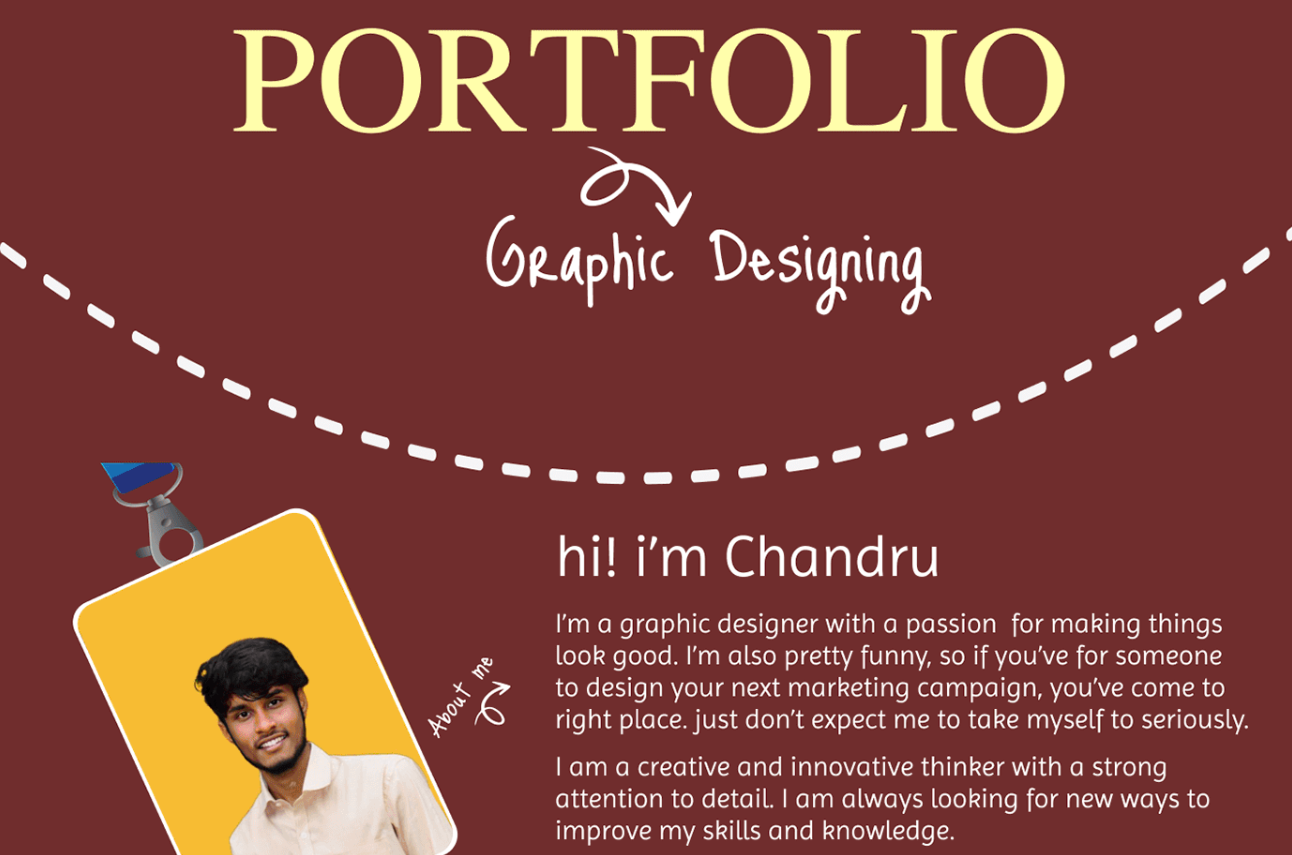 PORTFOLIO
Graphic Designing
hi! i'm Chandru
About me
I'm a graphic designer with a passion for making things
look good. I'm also pretty funny, so if you've for someone
to design your next marketing campaign, you've come to
right place. just don't expect me to take myself to seriously.
I am a creative and innovative thinker with a strong
attention to detail. I am always looking for new ways to
improve my skills and knowledge.